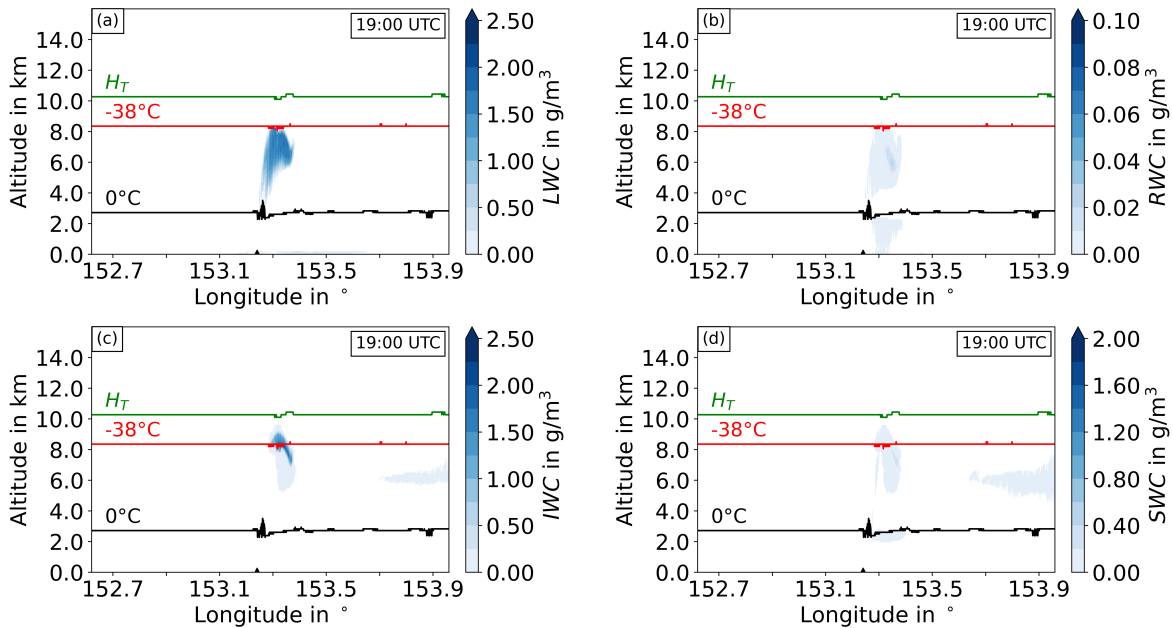 (a)
19:00 UTC
14.0
12.0
10.0
8.0
6.0
4.0
2.0
0.0
Altitude in km
H_T
-38°C
0°C
152.7 153.1 153.5 153.9
Longitude in °
2.50
2.00
1.50
1.00
0.50
0.00
LWC in g/m³
(b)
19:00 UTC
14.0
12.0
10.0
8.0
6.0
4.0
2.0
0.0
Altitude in km
H_T
-38°C
0°C
152.7 153.1 153.5 153.9
Longitude in °
0.10
0.08
0.06
0.04
0.02
0.00
RWC in g/m³
(c)
19:00 UTC
14.0
12.0
10.0
8.0
6.0
4.0
2.0
0.0
Altitude in km
H_T
-38°C
0°C
152.7 153.1 153.5 153.9
Longitude in °
2.50
2.00
1.50
1.00
0.50
0.00
IWC in g/m³
(d)
19:00 UTC
14.0
12.0
10.0
8.0
6.0
4.0
2.0
0.0
Altitude in km
H_T
-38°C
0°C
152.7 153.1 153.5 153.9
Longitude in °
2.00
1.60
1.20
0.80
0.40
0.00
SWC in g/m³